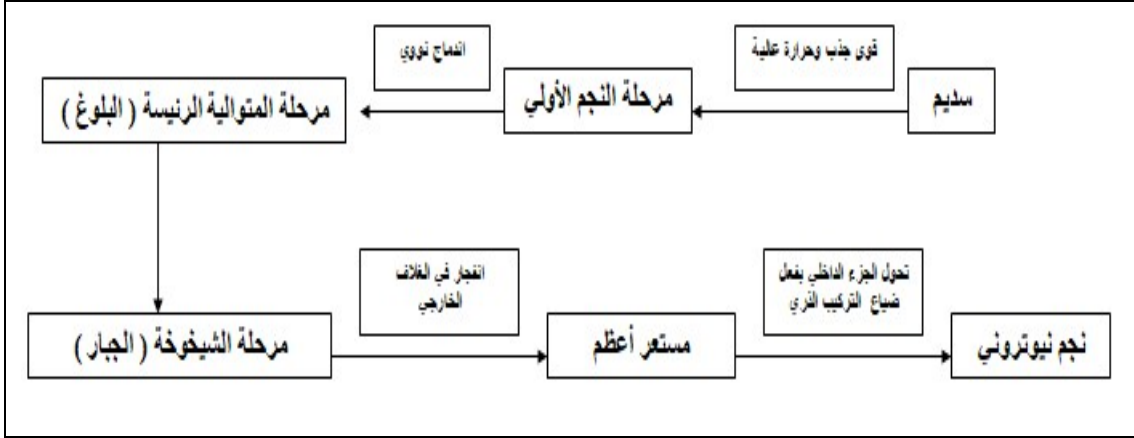 قوى جذب وحرارة عالية
اندماج نووي
سديم
مرحلة النجم الأولي
مرحلة المتوالية الرئيسة ( البلوغ )
انفجار في الغلاف
الخارجي
تحول الجزء الداخلي بفعل
ضياع التركيب الذري
مرحلة الشيخوخة ( الجبار )
مستعر أعظم
نجم نيوتروني